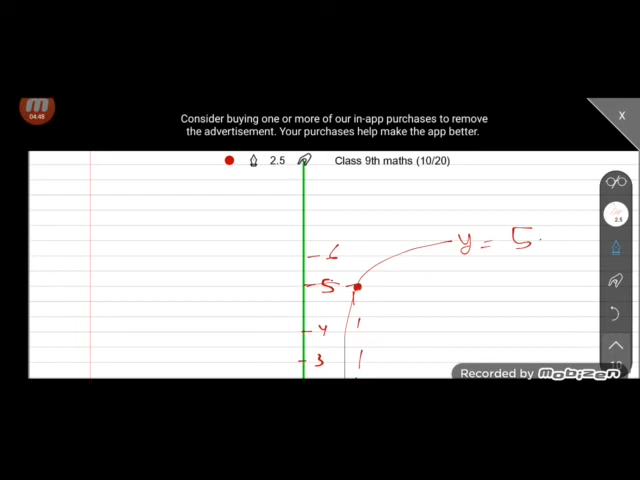 04:48
Consider buying one or more of our in-app purchases to remove
the advertisement. Your purchases help make the app better.
X
2.5
Class 9th maths (10/20)
2.5
6
y = 5
5
4
3
10
Recorded by mobizen